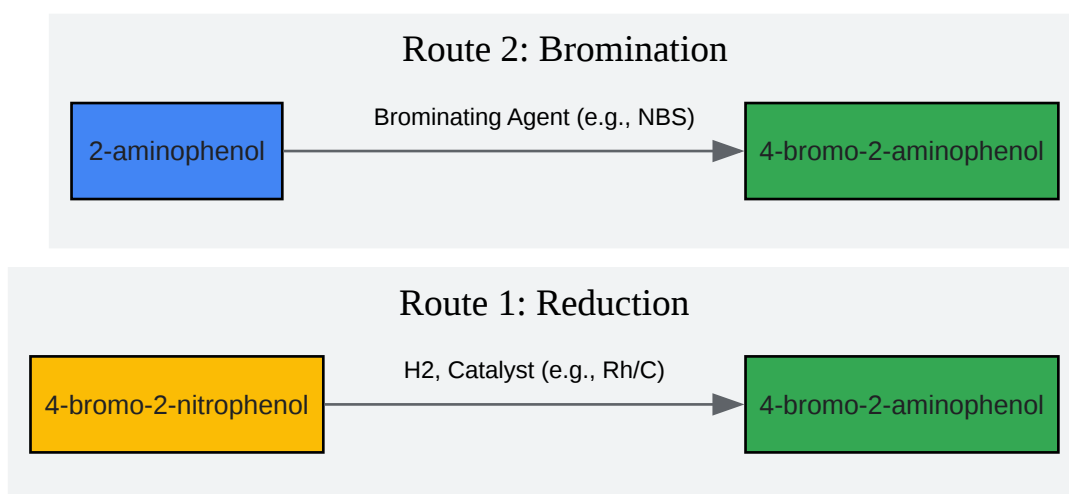 Route 2: Bromination
2-aminophenol
Brominating Agent (e.g., NBS)
4-bromo-2-aminophenol
Route 1: Reduction
4-bromo-2-nitrophenol
H2, Catalyst (e.g., Rh/C)
4-bromo-2-aminophenol